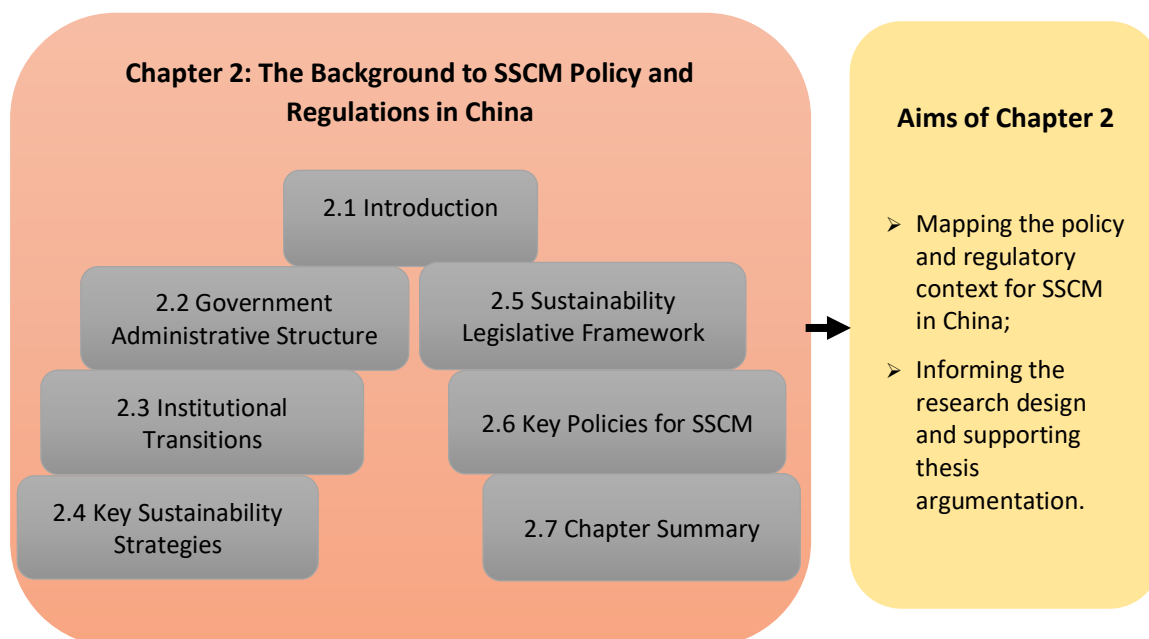 Chapter 2: The Background to SSCM Policy and
Regulations in China
2.1 Introduction
2.2 Government
Administrative Structure
2.3 Institutional
Transitions
2.4 Key Sustainability
Strategies
2.5 Sustainability
Legislative Framework
2.6 Key Policies for SSCM
2.7 Chapter Summary
Aims of Chapter 2
➢ Mapping the policy
and regulatory
context for SSCM
in China;
➢ Informing the
research design
and supporting
thesis
argumentation.